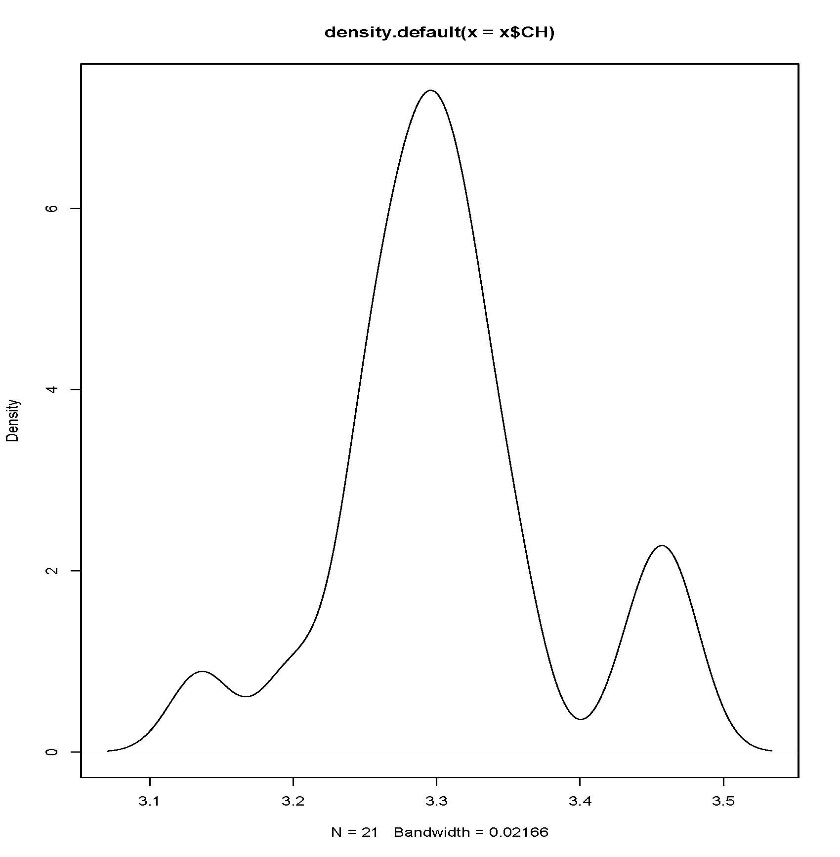 density.default(x = x$CH)
Density
6
4
2
0
3.1 3.2 3.3 3.4 3.5
N = 21 Bandwidth = 0.02166